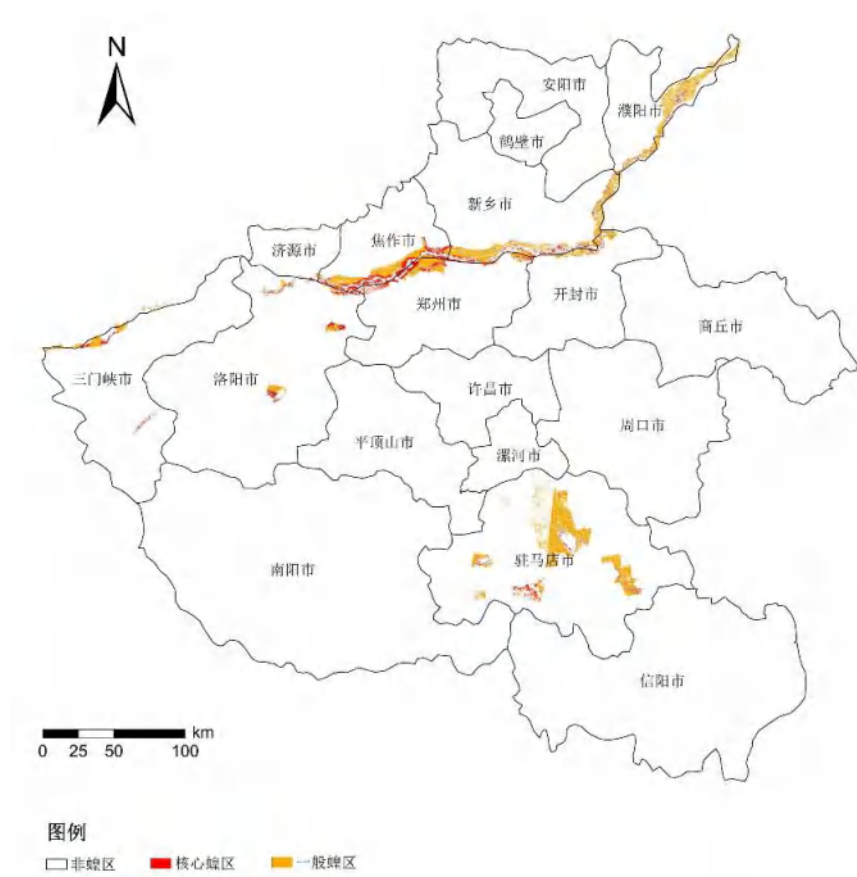 N
安阳市
濮阳市
鹤壁市
新乡市
焦作市
济源市
郑州市
开封市
商丘市
三门峡市
洛阳市
许昌市
周口市
平顶山市
漯河市
驻马店市
南阳市
信阳市
km
0 25 50 100
图例
非蝗区 核心蝗区 一般蝗区